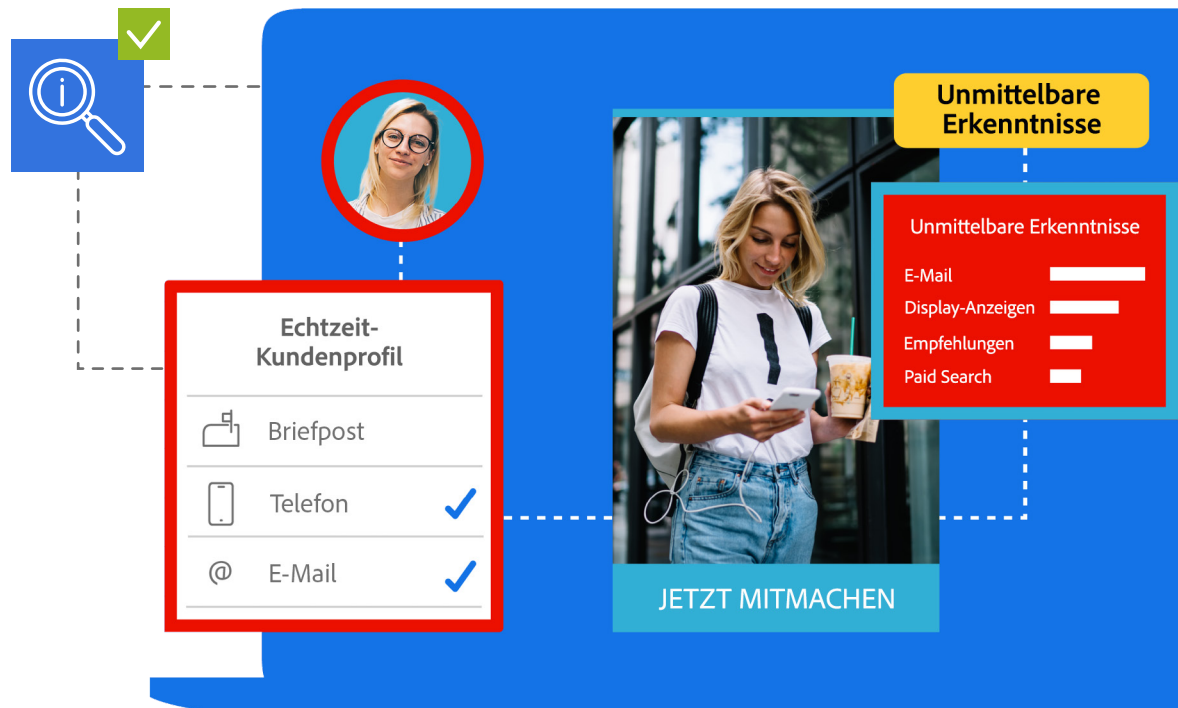 Unmittelbare
Erkenntnisse
Unmittelbare Erkenntnisse
E-Mail
Display-Anzeigen
Empfehlungen
Paid Search
Echtzeit-
Kundenprofil
Briefpost
Telefon
@ E-Mail
JETZT MITMACHEN